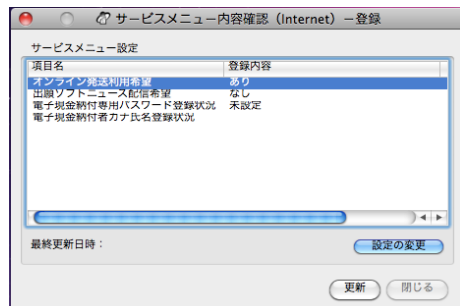 サービスメニュー内容確認（Internet）－登録
サービスメニュー設定
項目名 登録内容
オンライン発送利用希望 あり
出願ソフトニュース配信希望 なし
電子現金納付専用パスワード登録状況 未設定
電子現金納付者カナ氏名登録状況
最終更新日時：
設定の変更
更新 閉じる